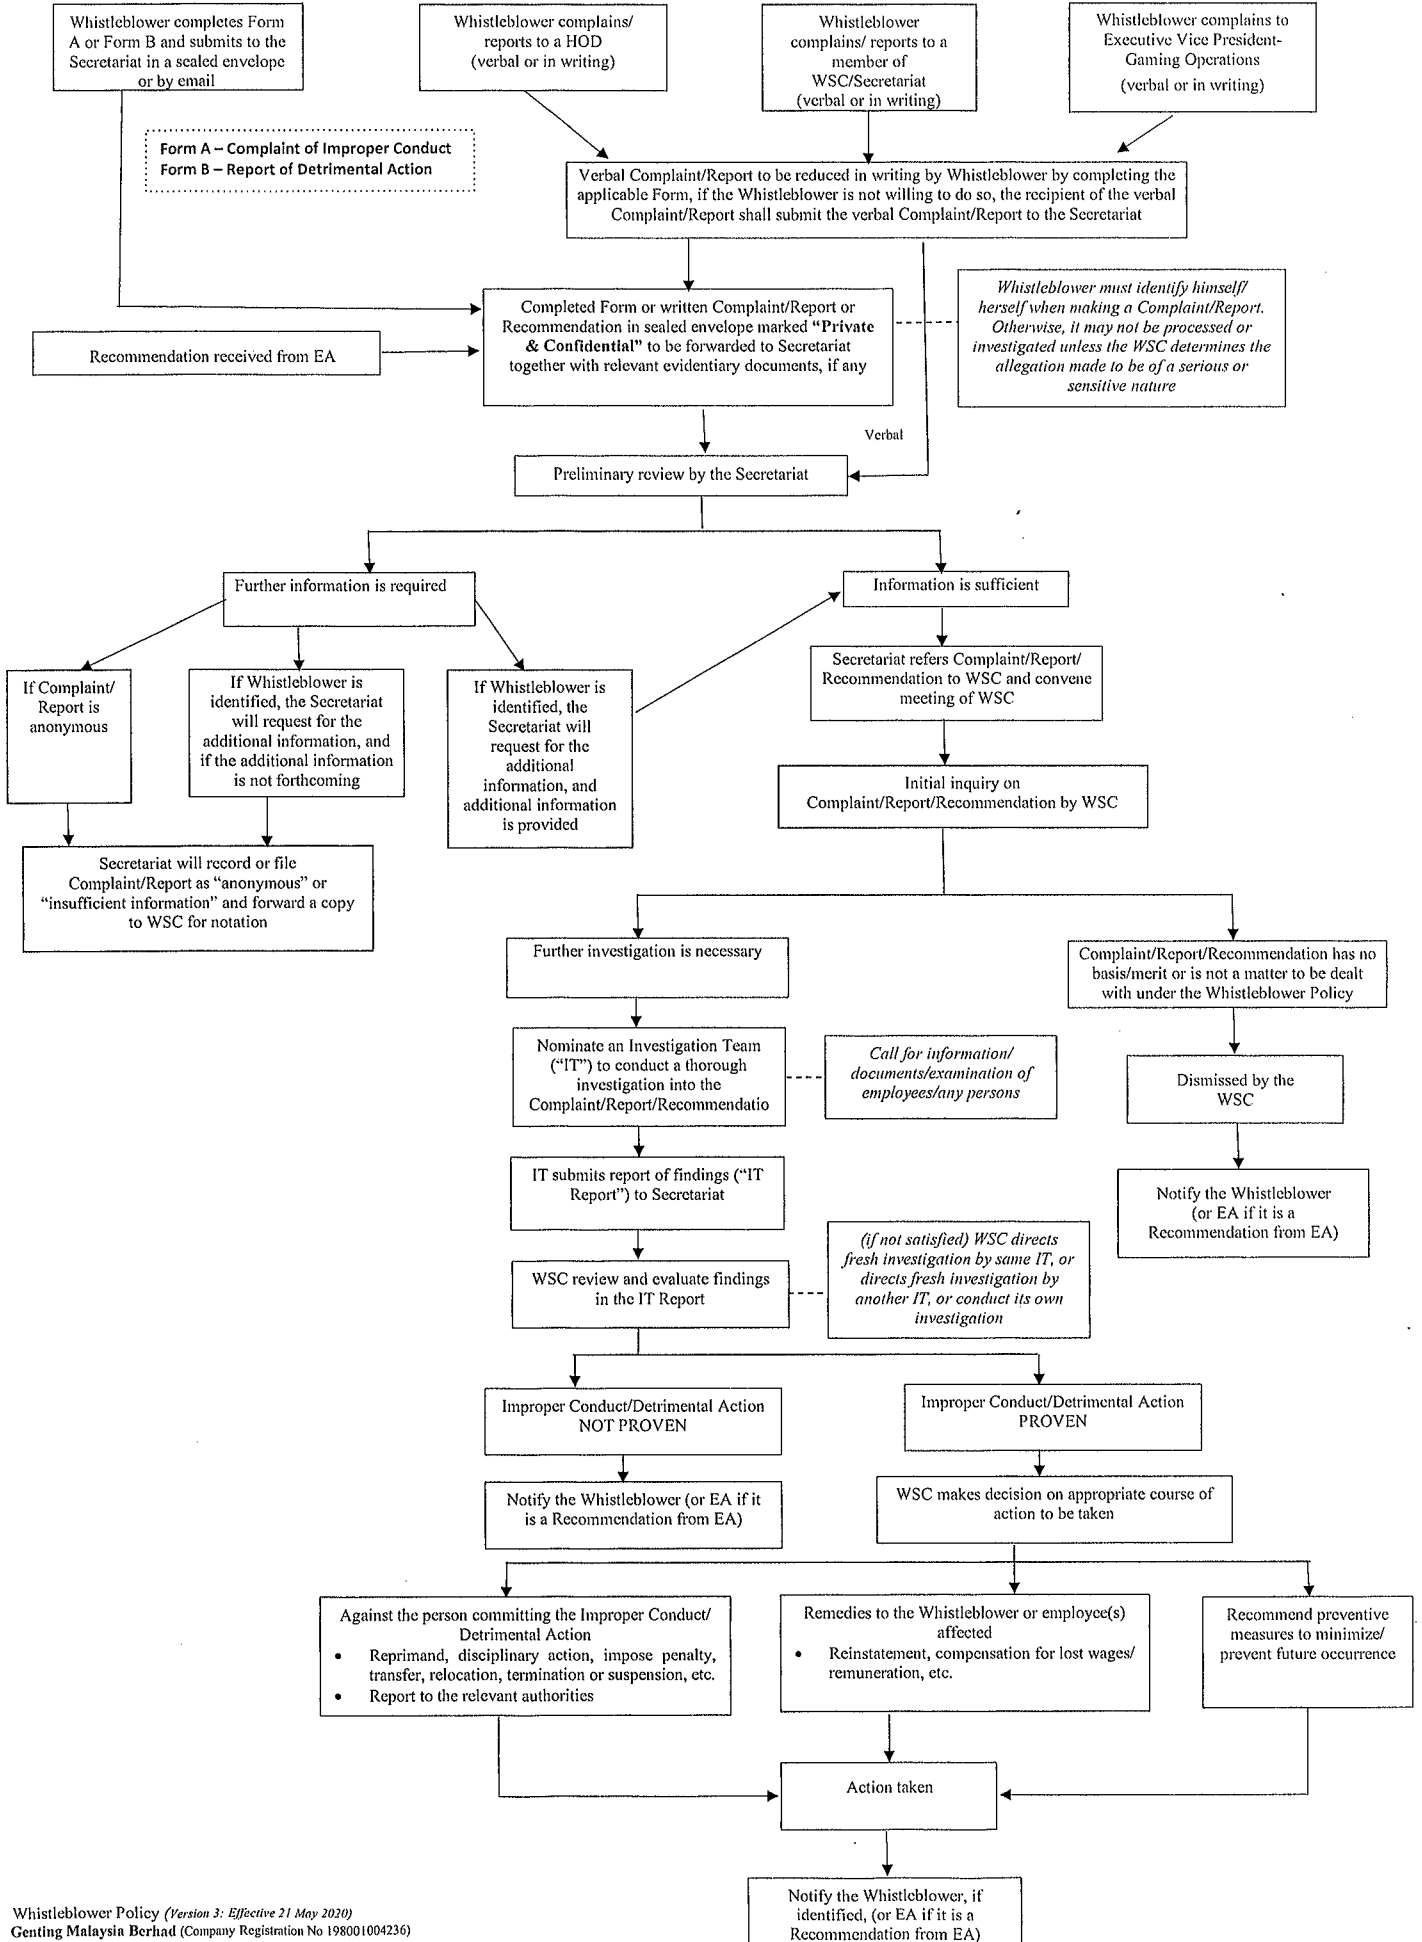 Whistleblower completes Form
A or Form B and submits to the
Secretariat in a sealed envelope
or by email
Whistleblower complains/
reports to a HOD
(verbal or in writing)
Whistleblower
complains/ reports to a
member of
WSC/Secretariat
(verbal or in writing)
Whistleblower complains to
Executive Vice President-
Gaming Operations
(verbal or in writing)
Form A – Complaint of Improper Conduct
Form B – Report of Detrimental Action
Verbal Complaint/Report to be reduced in writing by Whistleblower by completing the
applicable Form, if the Whistleblower is not willing to do so, the recipient of the verbal
Complaint/Report shall submit the verbal Complaint/Report to the Secretariat
Completed Form or written Complaint/Report or
Recommendation in sealed envelope marked “Private
& Confidential” to be forwarded to Secretariat
together with relevant evidentiary documents, if any
Whistleblower must identify himself/
herself when making a Complaint/Report.
Otherwise, it may not be processed or
investigated unless the WSC determines the
allegation made to be of a serious or
sensitive nature
Recommendation received from EA
Verbal
Preliminary review by the Secretariat
Further information is required
Information is sufficient
If Complaint/
Report is
anonymous
If Whistleblower is
identified, the Secretariat
will request for the
additional information, and
if the additional information
is not forthcoming
If Whistleblower is
identified, the
Secretariat will
request for the
additional
information, and
additional information
is provided
Secretariat refers Complaint/Report/
Recommendation to WSC and convene
meeting of WSC
Initial inquiry on
Complaint/Report/Recommendation by WSC
Secretariat will record or file
Complaint/Report as “anonymous” or
“insufficient information” and forward a copy
to WSC for notation
Further investigation is necessary
Complaint/Report/Recommendation has no
basis/merit or is not a matter to be dealt
with under the Whistleblower Policy
Nominate an Investigation Team
(“IT”) to conduct a thorough
investigation into the
Complaint/Report/Recommendatio
Call for information/
documents/examination of
employees/any persons
Dismissed by the
WSC
IT submits report of findings (“IT
Report”) to Secretariat
Notify the Whistleblower
(or EA if it is a
Recommendation from EA)
WSC review and evaluate findings
in the IT Report
(if not satisfied) WSC directs
fresh investigation by same IT, or
directs fresh investigation by
another IT, or conduct its own
investigation
Improper Conduct/Detrimental Action
NOT PROVEN
Improper Conduct/Detrimental Action
PROVEN
Notify the Whistleblower (or EA if it
is a Recommendation from EA)
WSC makes decision on appropriate course of
action to be taken
Against the person committing the Improper Conduct/
Detrimental Action
• Reprimand, disciplinary action, impose penalty,
transfer, relocation, termination or suspension, etc.
• Report to the relevant authorities
Remedies to the Whistleblower or employee(s)
affected
• Reinstatement, compensation for lost wages/
remuneration, etc.
Recommend preventive
measures to minimize/
prevent future occurrence
Action taken
Notify the Whistleblower, if
identified, (or EA if it is a
Recommendation from EA)
Whistleblower Policy (Version 3: Effective 21 May 2020)
Genting Malaysia Berhad (Company Registration No 198001004236)